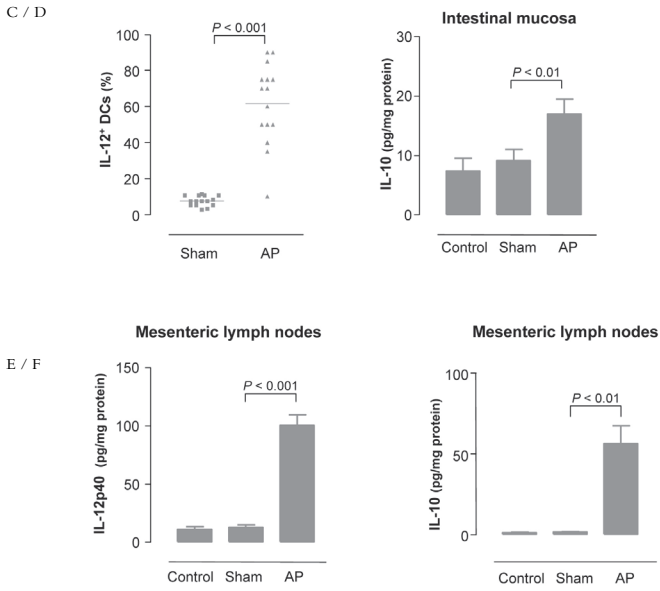 C / D
P < 0.001
IL-12⁺ DCs (%)
100
80
60
40
20
0
Sham AP
Intestinal mucosa
P < 0.01
IL-10 (pg/mg protein)
30
20
10
0
Control Sham AP
E / F
Mesenteric lymph nodes
P < 0.001
IL-12p40 (pg/mg protein)
150
100
50
0
Control Sham AP
Mesenteric lymph nodes
P < 0.01
IL-10 (pg/mg protein)
100
50
0
Control Sham AP